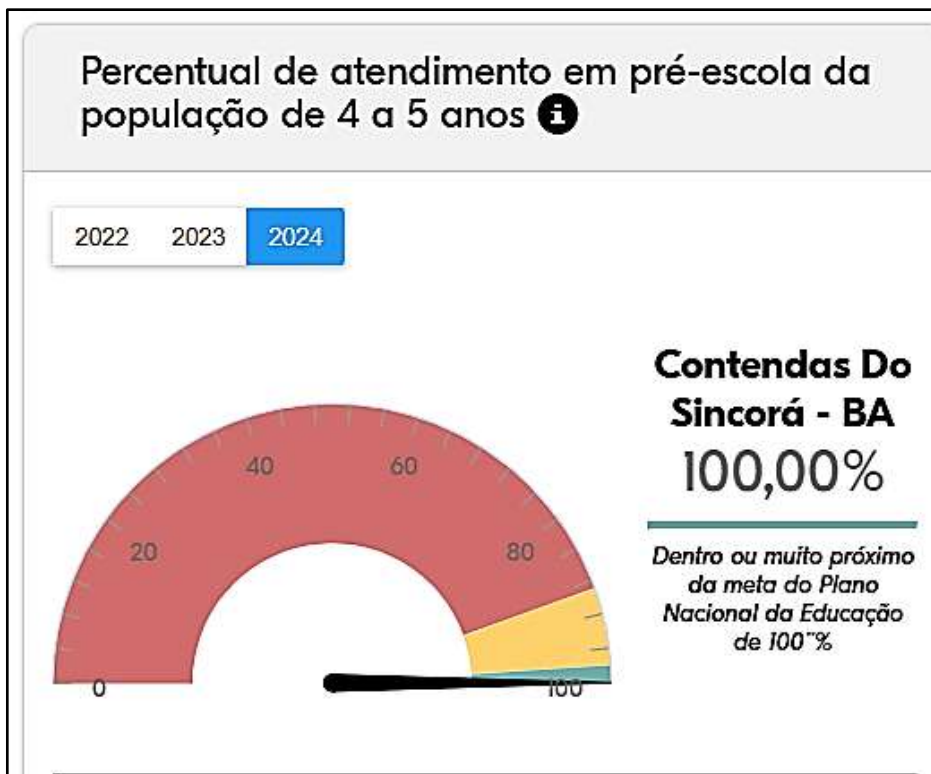 Percentual de atendimento em pré-escola da
população de 4 a 5 anos i
2022 2023 2024
Contendas Do
Sincorá - BA
100,00%
Dentro ou muito próximo
da meta do Plano
Nacional da Educação
de 100¨%
40 60
20 80
0 100